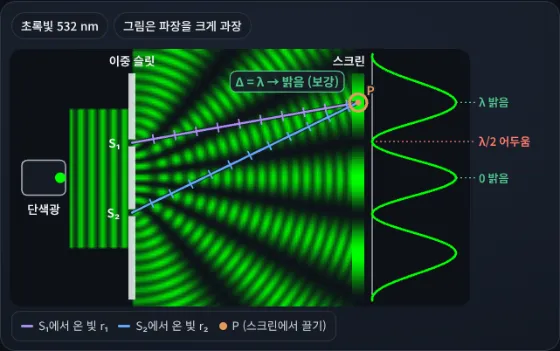 초록빛 532 nm
그림은 파장을 크게 과장
이중 슬릿
스크린
Δ = λ → 밝음 (보강)
P
λ 밝음
S₁
λ/2 어두움
0 밝음
단색광
S₂
S₁에서 온 빛 r₁
S₂에서 온 빛 r₂
P (스크린에서 끌기)